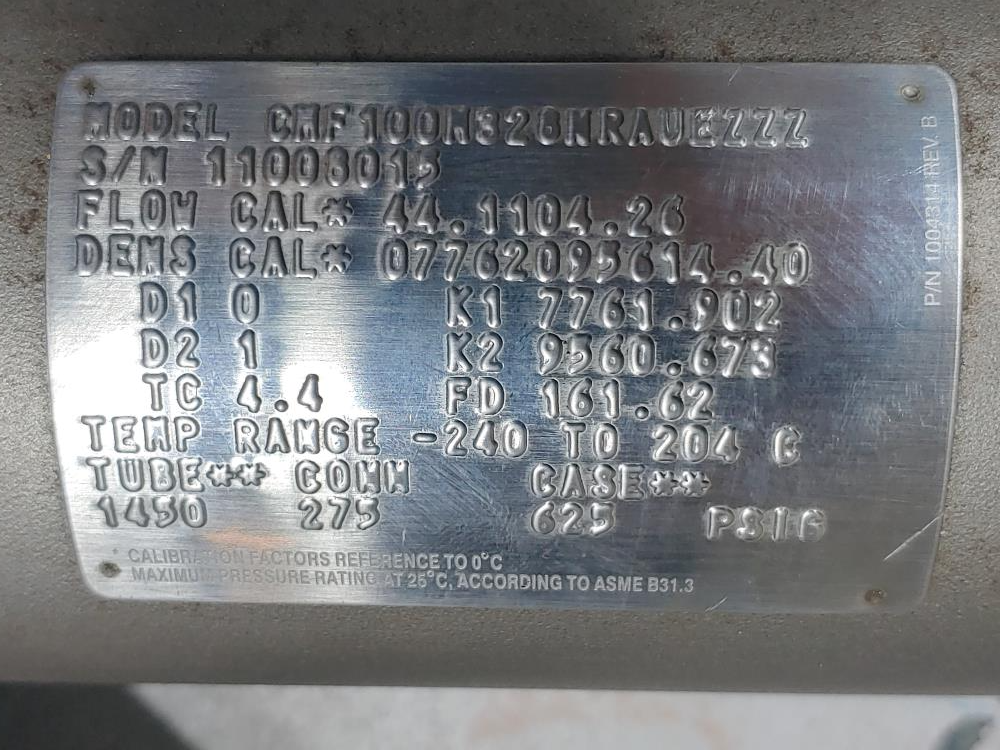 MODEL CMF100M328NRAUEZZZ
S/N 11008015
FLOW CAL* 44.1104.26
DENS CAL* 07762095614.40
D1 0 K1 7761.902
D2 1 K2 9560.673
TC 4.4 FD 161.62
TEMP RANGE -240 TO 204 C
TUBE** CONN CASE**
1450 275 625 PSIG
* CALIBRATION FACTORS REFERENCE TO 0°C
MAXIMUM PRESSURE RATING AT 25°C, ACCORDING TO ASME B31.3
P/N 1004314 REV. B